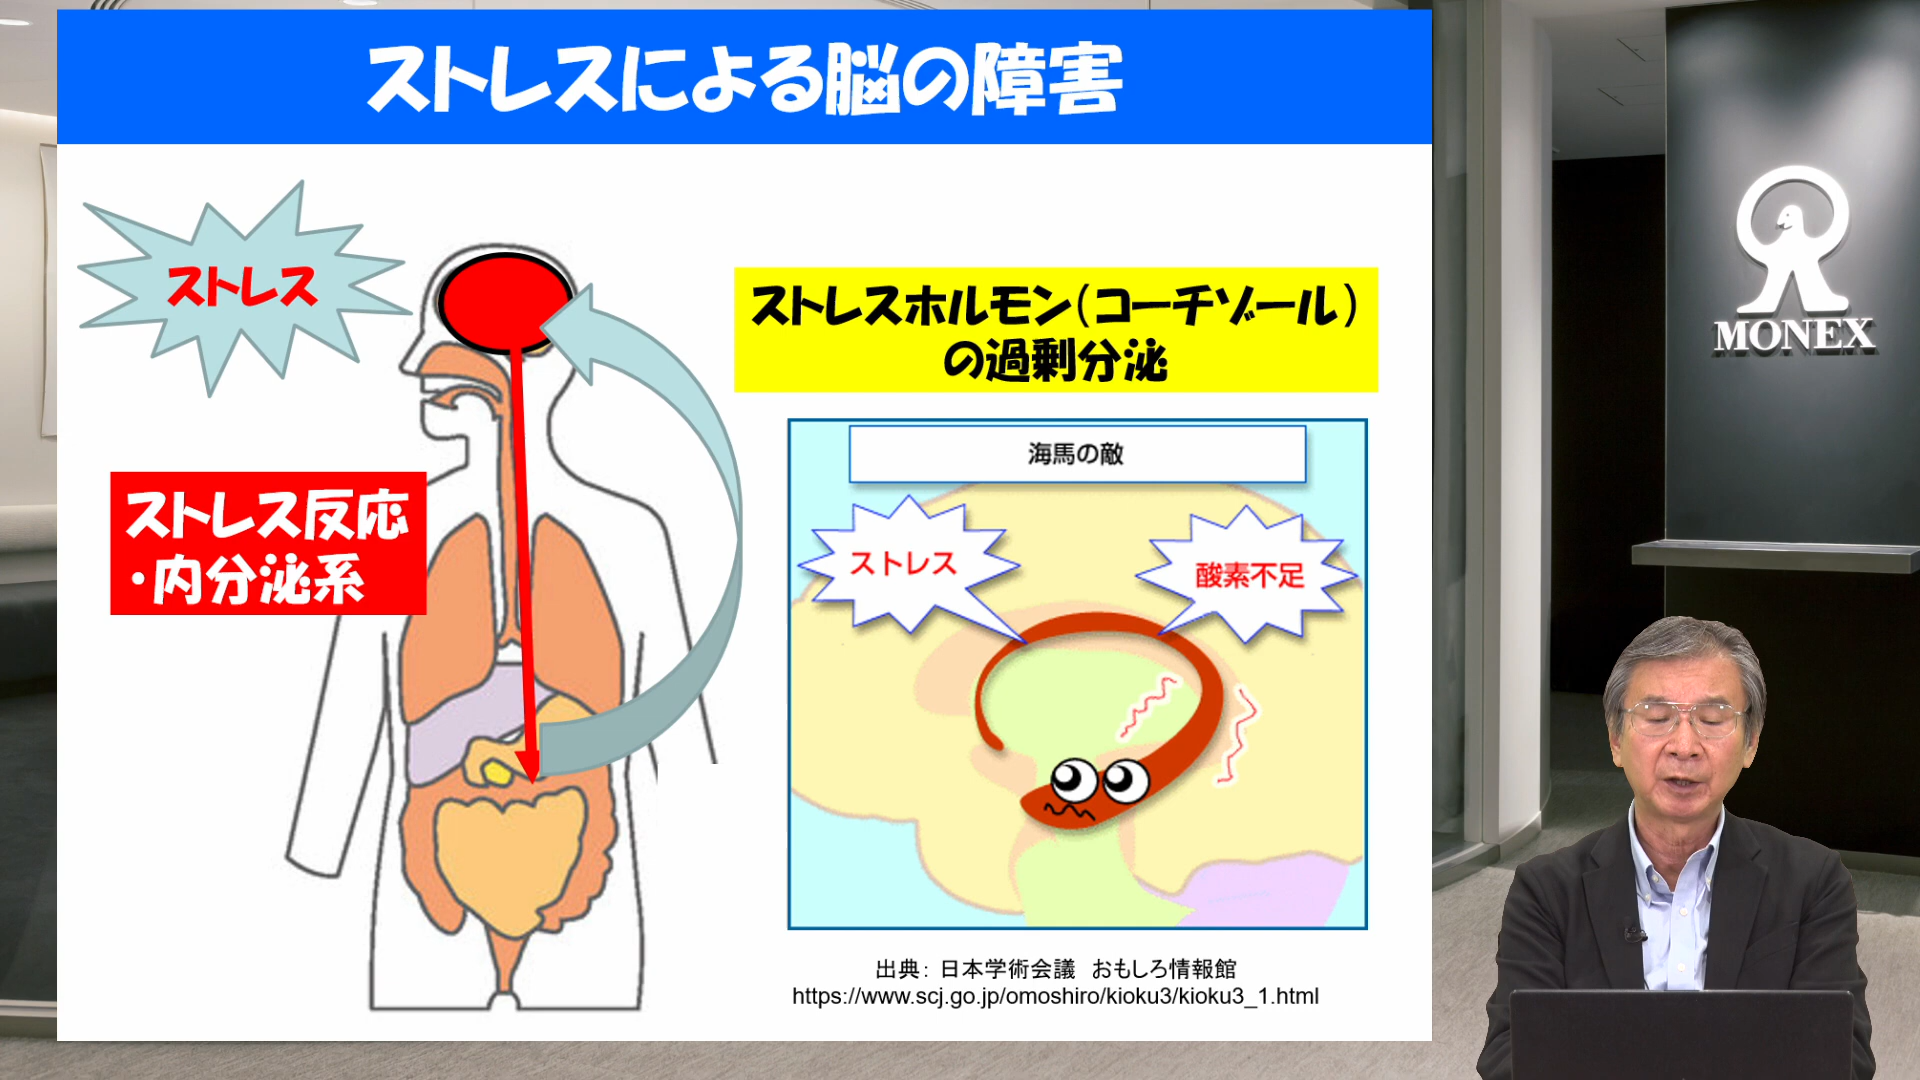 ストレスによる脳の障害
ストレス
ストレス反応
・内分泌系
ストレスホルモン(コーチゾール)
の過剰分泌
海馬の敵
ストレス
酸素不足
出典: 日本学術会議 おもしろ情報館
https://www.scj.go.jp/omoshiro/kioku3/kioku3_1.html
MONEX